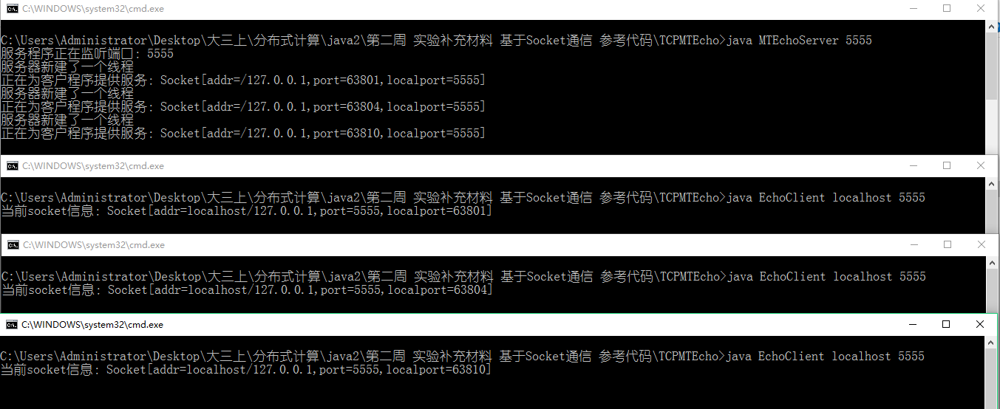 C:\WINDOWS\system32\cmd.exe
C:\Users\Administrator\Desktop\大三上\分布式计算\java2\第二周 实验补充材料 基于Socket通信 参考代码\TCPMTEcho>java MTEchoServer 5555
服务程序正在监听端口: 5555
服务器新建了一个线程
正在为客户程序提供服务: Socket[addr=/127.0.0.1,port=63801,localport=5555]
服务器新建了一个线程
正在为客户程序提供服务: Socket[addr=/127.0.0.1,port=63804,localport=5555]
服务器新建了一个线程
正在为客户程序提供服务: Socket[addr=/127.0.0.1,port=63810,localport=5555]
C:\WINDOWS\system32\cmd.exe
C:\Users\Administrator\Desktop\大三上\分布式计算\java2\第二周 实验补充材料 基于Socket通信 参考代码\TCPMTEcho>java EchoClient localhost 5555
当前socket信息: Socket[addr=localhost/127.0.0.1,port=5555,localport=63801]
C:\WINDOWS\system32\cmd.exe
C:\Users\Administrator\Desktop\大三上\分布式计算\java2\第二周 实验补充材料 基于Socket通信 参考代码\TCPMTEcho>java EchoClient localhost 5555
当前socket信息: Socket[addr=localhost/127.0.0.1,port=5555,localport=63804]
C:\WINDOWS\system32\cmd.exe
C:\Users\Administrator\Desktop\大三上\分布式计算\java2\第二周 实验补充材料 基于Socket通信 参考代码\TCPMTEcho>java EchoClient localhost 5555
当前socket信息: Socket[addr=localhost/127.0.0.1,port=5555,localport=63810]